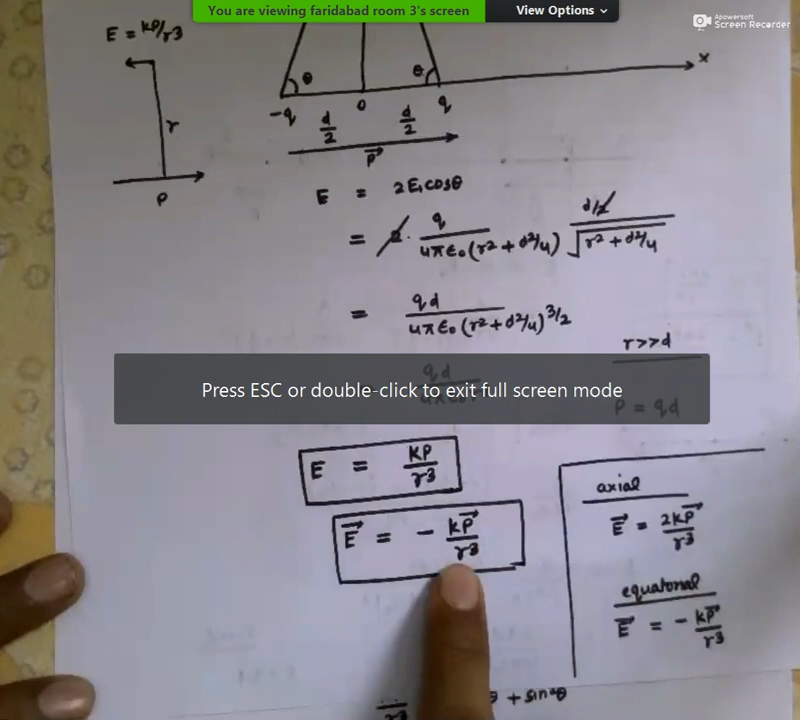 You are viewing faridabad room 3's screen
View Options
Apowersoft
Screen Recorder
E = kp/r3
r
P
θ
θ
x
-q
0
q
d/2
d/2
p⃗
E = 2E1cosθ
= 2. q/4πε0(r2+d2/4) d/2/√r2+d2/4
= qd/4πε0(r2+d2/4)3/2
r>>d
qd
P = qd
Press ESC or double-click to exit full screen mode
E = KP/r3
E⃗ = - kP⃗/r3
axial
E⃗ = 2kP⃗/r3
equatorial
E⃗ = - kP⃗/r3
+ sin2θ